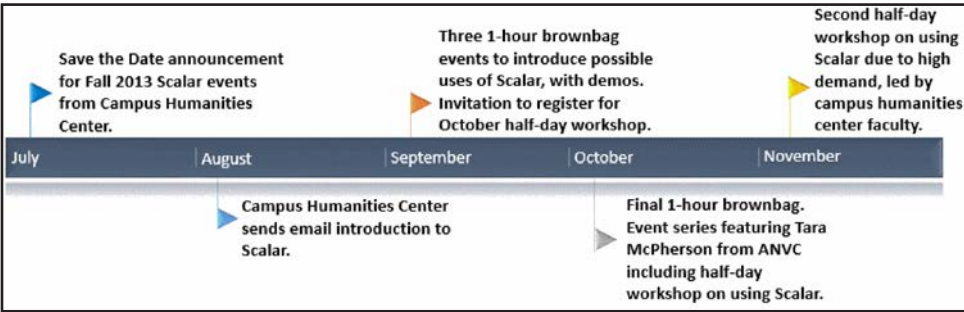 Save the Date announcement
for Fall 2013 Scalar events
from Campus Humanities
Center.
Three 1-hour brownbag
events to introduce possible
uses of Scalar, with demos.
Invitation to register for
October half-day workshop.
Second half-day
workshop on using
Scalar due to high
demand, led by
campus humanities
center faculty.
July
August
September
October
November
Campus Humanities Center
sends email introduction to
Scalar.
Final 1-hour brownbag.
Event series featuring Tara
McPherson from ANVC
including half-day
workshop on using Scalar.